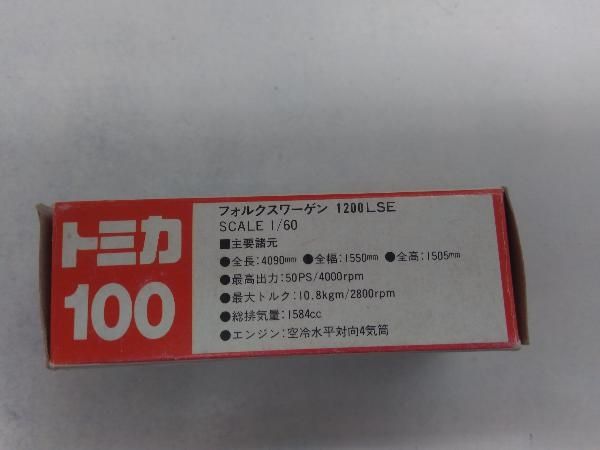 トミカ
100
フォルクスワーゲン 1200LSE
SCALE 1/60
■主要諸元
●全長:4090mm ●全幅:1550mm ●全高:1505mm
●最高出力:50PS/4000rpm
●最大トルク:10.8kgm/2800rpm
●総排気量:1584cc
●エンジン:空冷水平対向4気筒